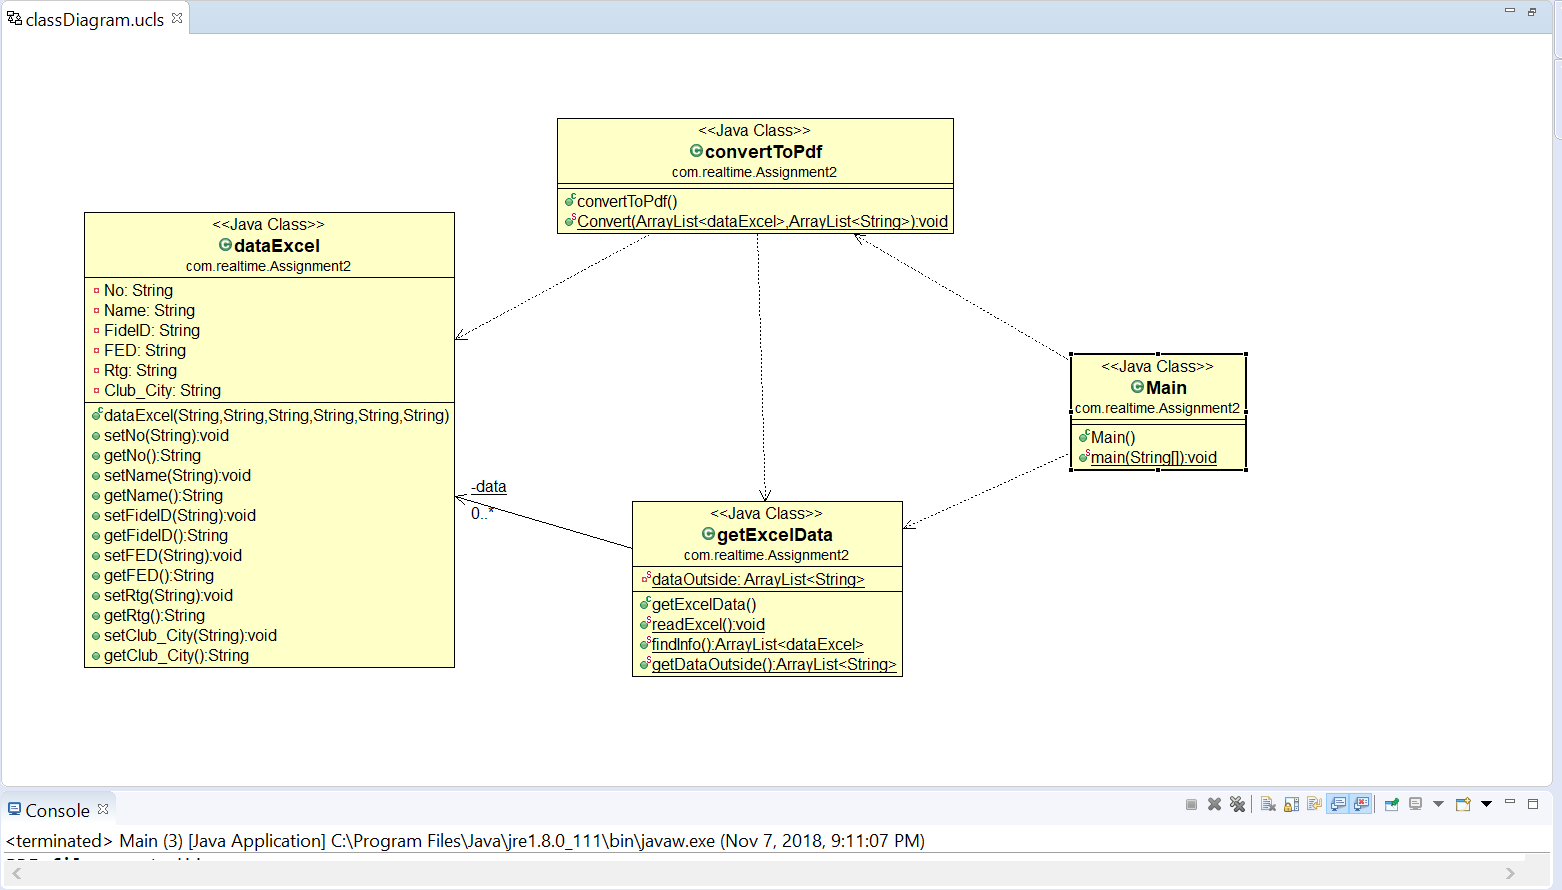 classDiagram.ucls
<<Java Class>>
convertToPdf
com.realtime.Assignment2
convertToPdf()
Convert(ArrayList<dataExcel>,ArrayList<String>):void
<<Java Class>>
dataExcel
com.realtime.Assignment2
No: String
Name: String
FideID: String
FED: String
Rtg: String
Club_City: String
dataExcel(String,String,String,String,String,String)
setNo(String):void
getNo():String
setName(String):void
getName():String
setFideID(String):void
getFideID():String
setFED(String):void
getFED():String
setRtg(String):void
getRtg():String
setClub_City(String):void
getClub_City():String
<<Java Class>>
Main
com.realtime.Assignment2
Main()
main(String[]):void
-data
0..*
<<Java Class>>
getExcelData
com.realtime.Assignment2
dataOutside: ArrayList<String>
getExcelData()
readExcel():void
findInfo():ArrayList<dataExcel>
getDataOutside():ArrayList<String>
Console
<terminated> Main (3) [Java Application] C:\Program Files\Java\jre1.8.0_111\bin\javaw.exe (Nov 7, 2018, 9:11:07 PM)